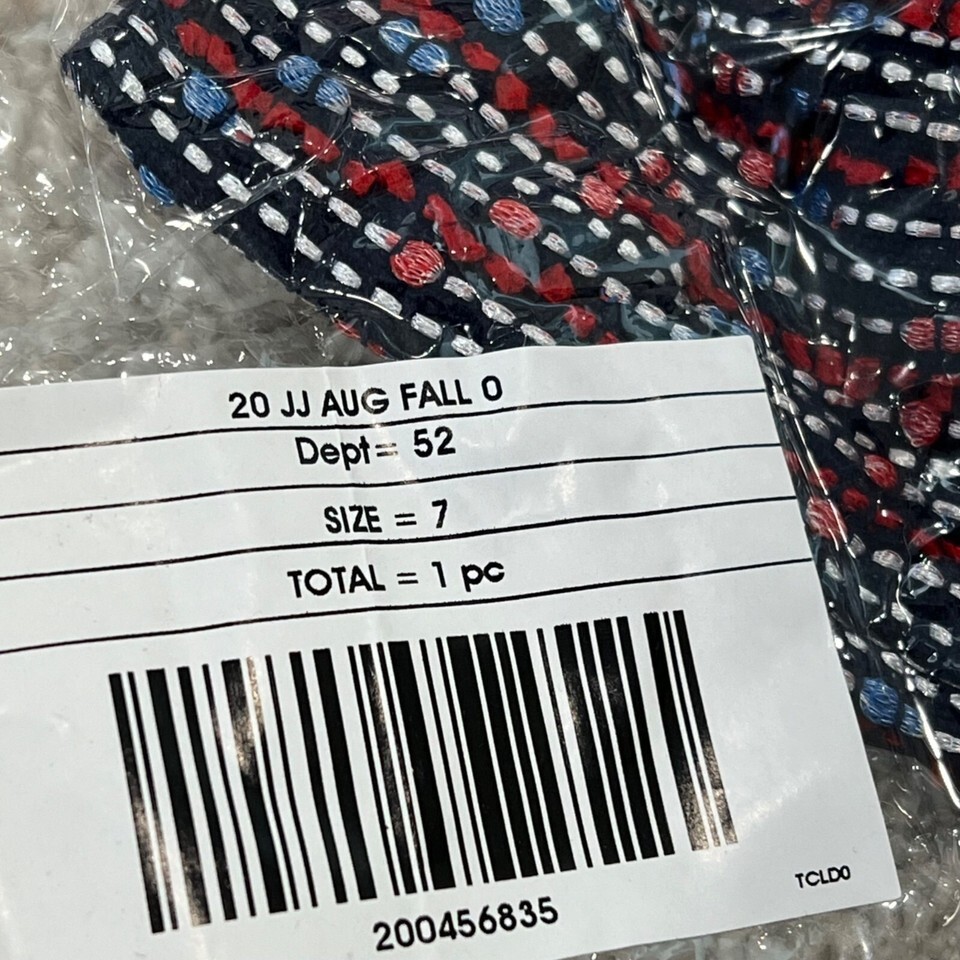 20 JJ AUG FALL 0
Dept= 52
SIZE = 7
TOTAL = 1 pc
200456835
TCLD0